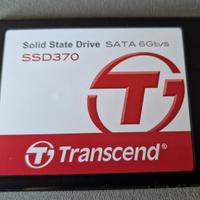 Solid State Drive SATA 6Gb/s
SSD370
Transcend